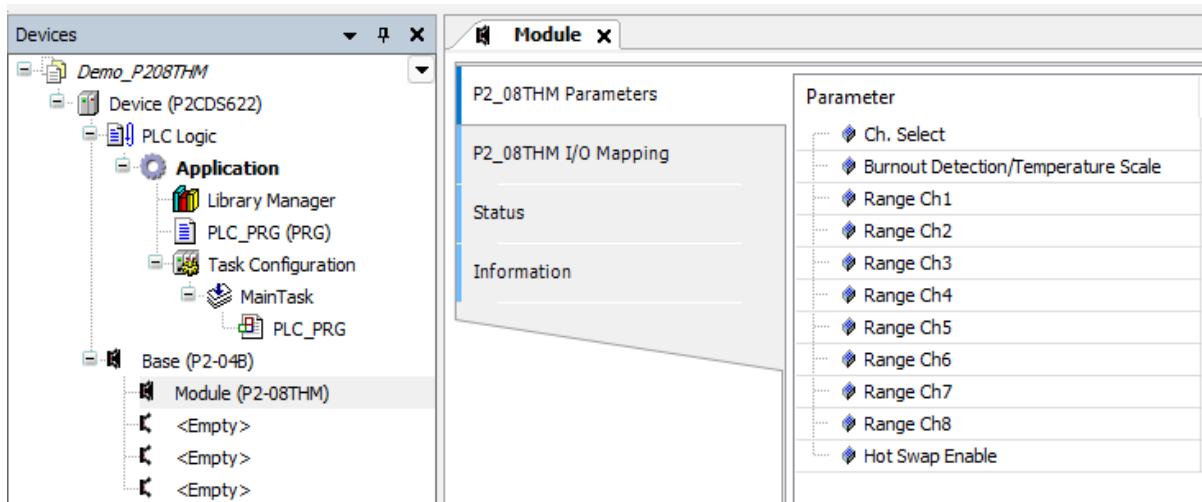 Devices
Demo_P208THM
Device (P2CDS622)
PLC Logic
Application
Library Manager
PLC_PRG (PRG)
Task Configuration
MainTask
PLC_PRG
Base (P2-04B)
Module (P2-08THM)
<Empty>
<Empty>
<Empty>
Module
P2_08THM Parameters
P2_08THM I/O Mapping
Status
Information
Parameter
Ch. Select
Burnout Detection/Temperature Scale
Range Ch1
Range Ch2
Range Ch3
Range Ch4
Range Ch5
Range Ch6
Range Ch7
Range Ch8
Hot Swap Enable